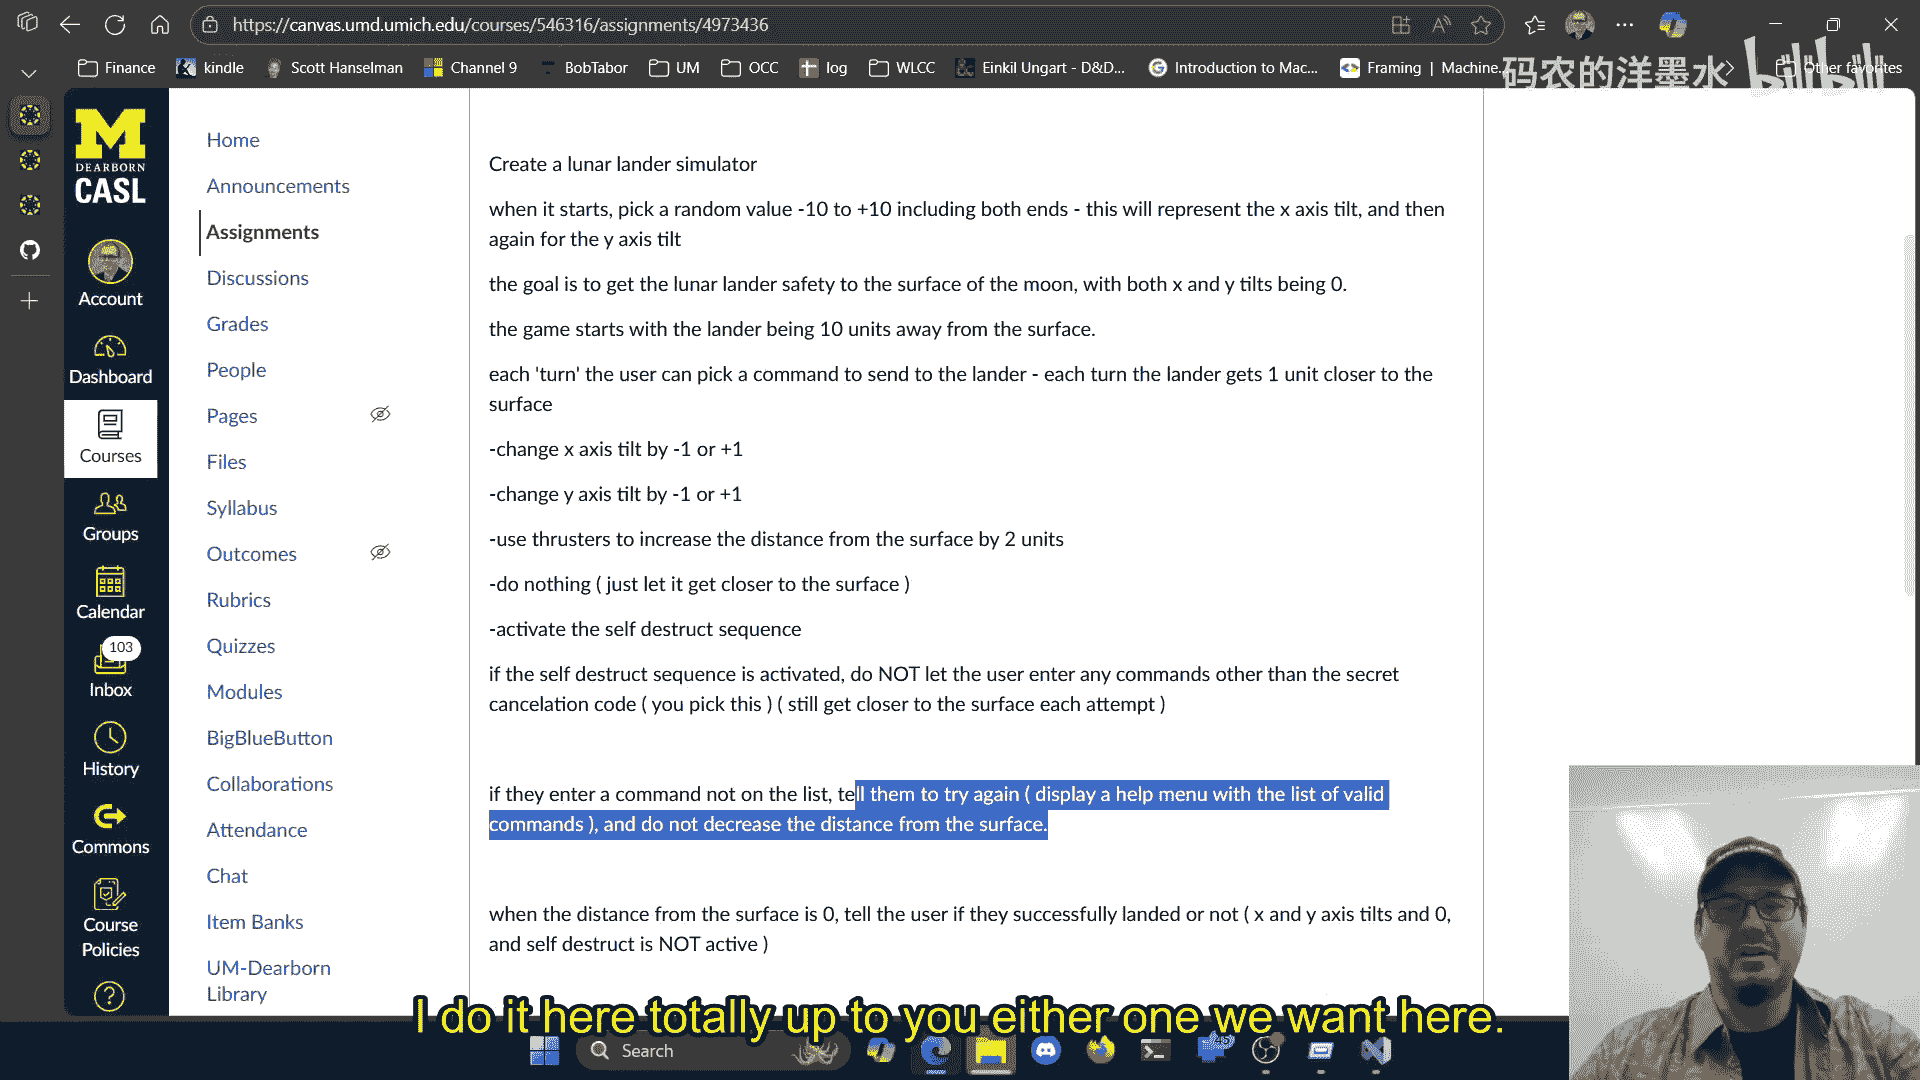 https://canvas.umd.umich.edu/courses/546316/assignments/4973436
Finance
kindle
Scott Hanselman
Channel 9
BobTabor
UM
OCC
log
WLCC
Einkil Ungart - D&D...
Introduction to Mac...
Framing | Machine...
Other favorites
码农的洋墨水
bilibili
M
DEARBORN
CASL
Account
Dashboard
Courses
Groups
Calendar
103
Inbox
History
Commons
Course
Policies
Home
Announcements
Assignments
Discussions
Grades
People
Pages
Files
Syllabus
Outcomes
Rubrics
Quizzes
Modules
BigBlueButton
Collaborations
Attendance
Chat
Item Banks
UM-Dearborn
Library
Create a lunar lander simulator
when it starts, pick a random value -10 to +10 including both ends - this will represent the x axis tilt, and then
again for the y axis tilt
the goal is to get the lunar lander safety to the surface of the moon, with both x and y tilts being 0.
the game starts with the lander being 10 units away from the surface.
each 'turn' the user can pick a command to send to the lander - each turn the lander gets 1 unit closer to the
surface
-change x axis tilt by -1 or +1
-change y axis tilt by -1 or +1
-use thrusters to increase the distance from the surface by 2 units
-do nothing ( just let it get closer to the surface )
-activate the self destruct sequence
if the self destruct sequence is activated, do NOT let the user enter any commands other than the secret
cancelation code ( you pick this ) ( still get closer to the surface each attempt )
if they enter a command not on the list, tell them to try again ( display a help menu with the list of valid
commands ), and do not decrease the distance from the surface.
when the distance from the surface is 0, tell the user if they successfully landed or not ( x and y axis tilts and 0,
and self destruct is NOT active )
I do it here totally up to you either one we want here.
Search